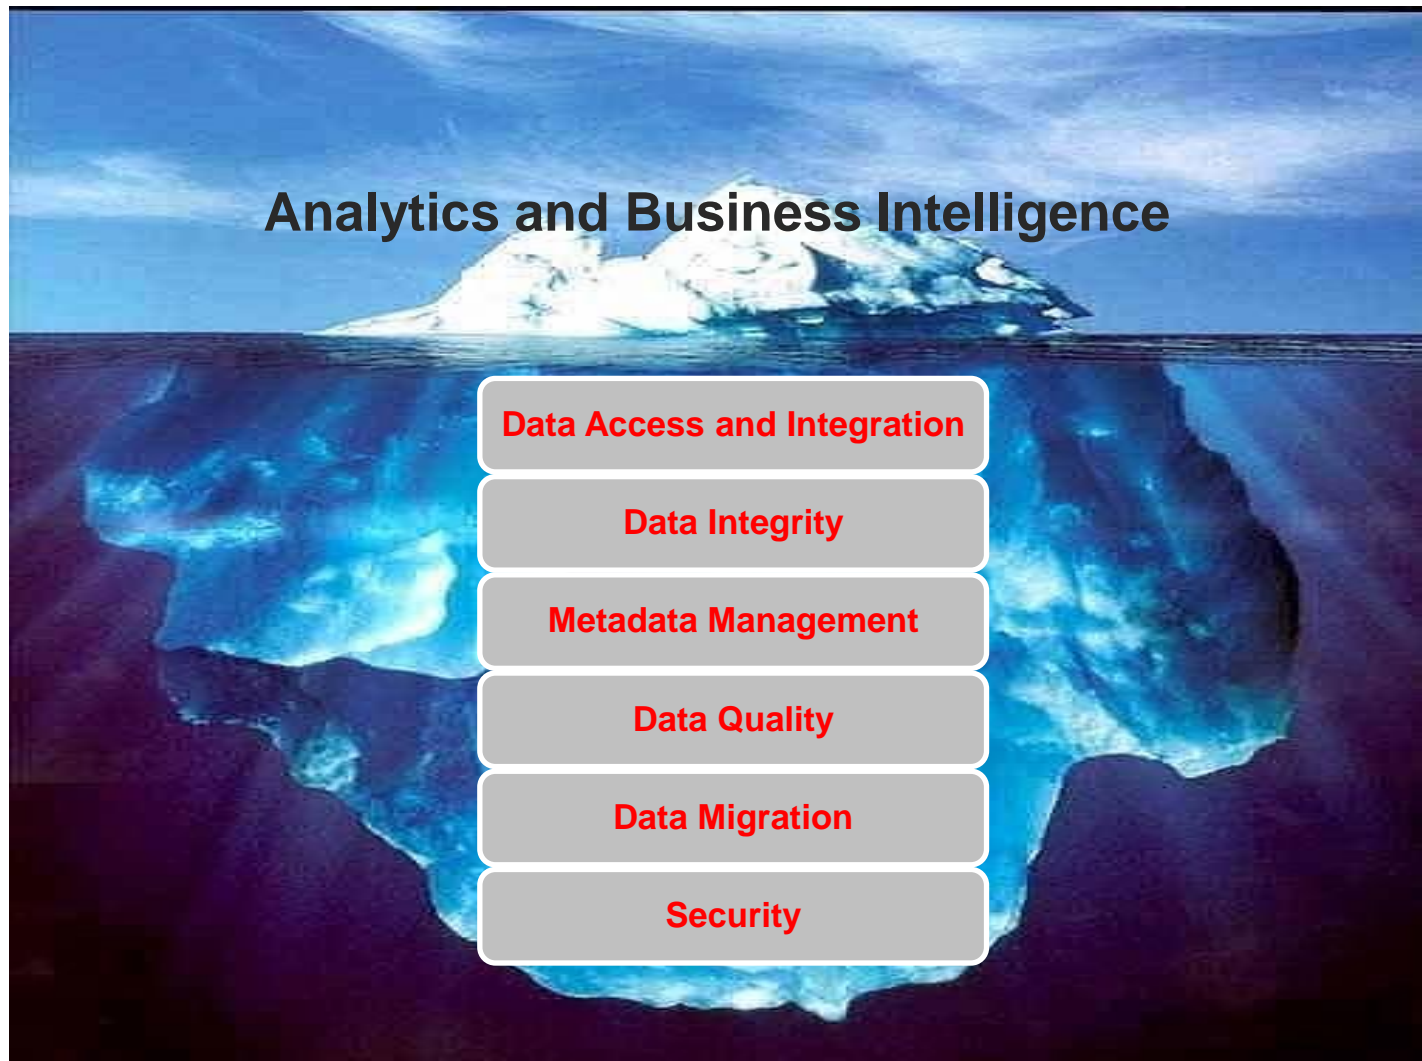 Analytics and Business Intelligence
Data Access and Integration
Data Integrity
Metadata Management
Data Quality
Data Migration
Security